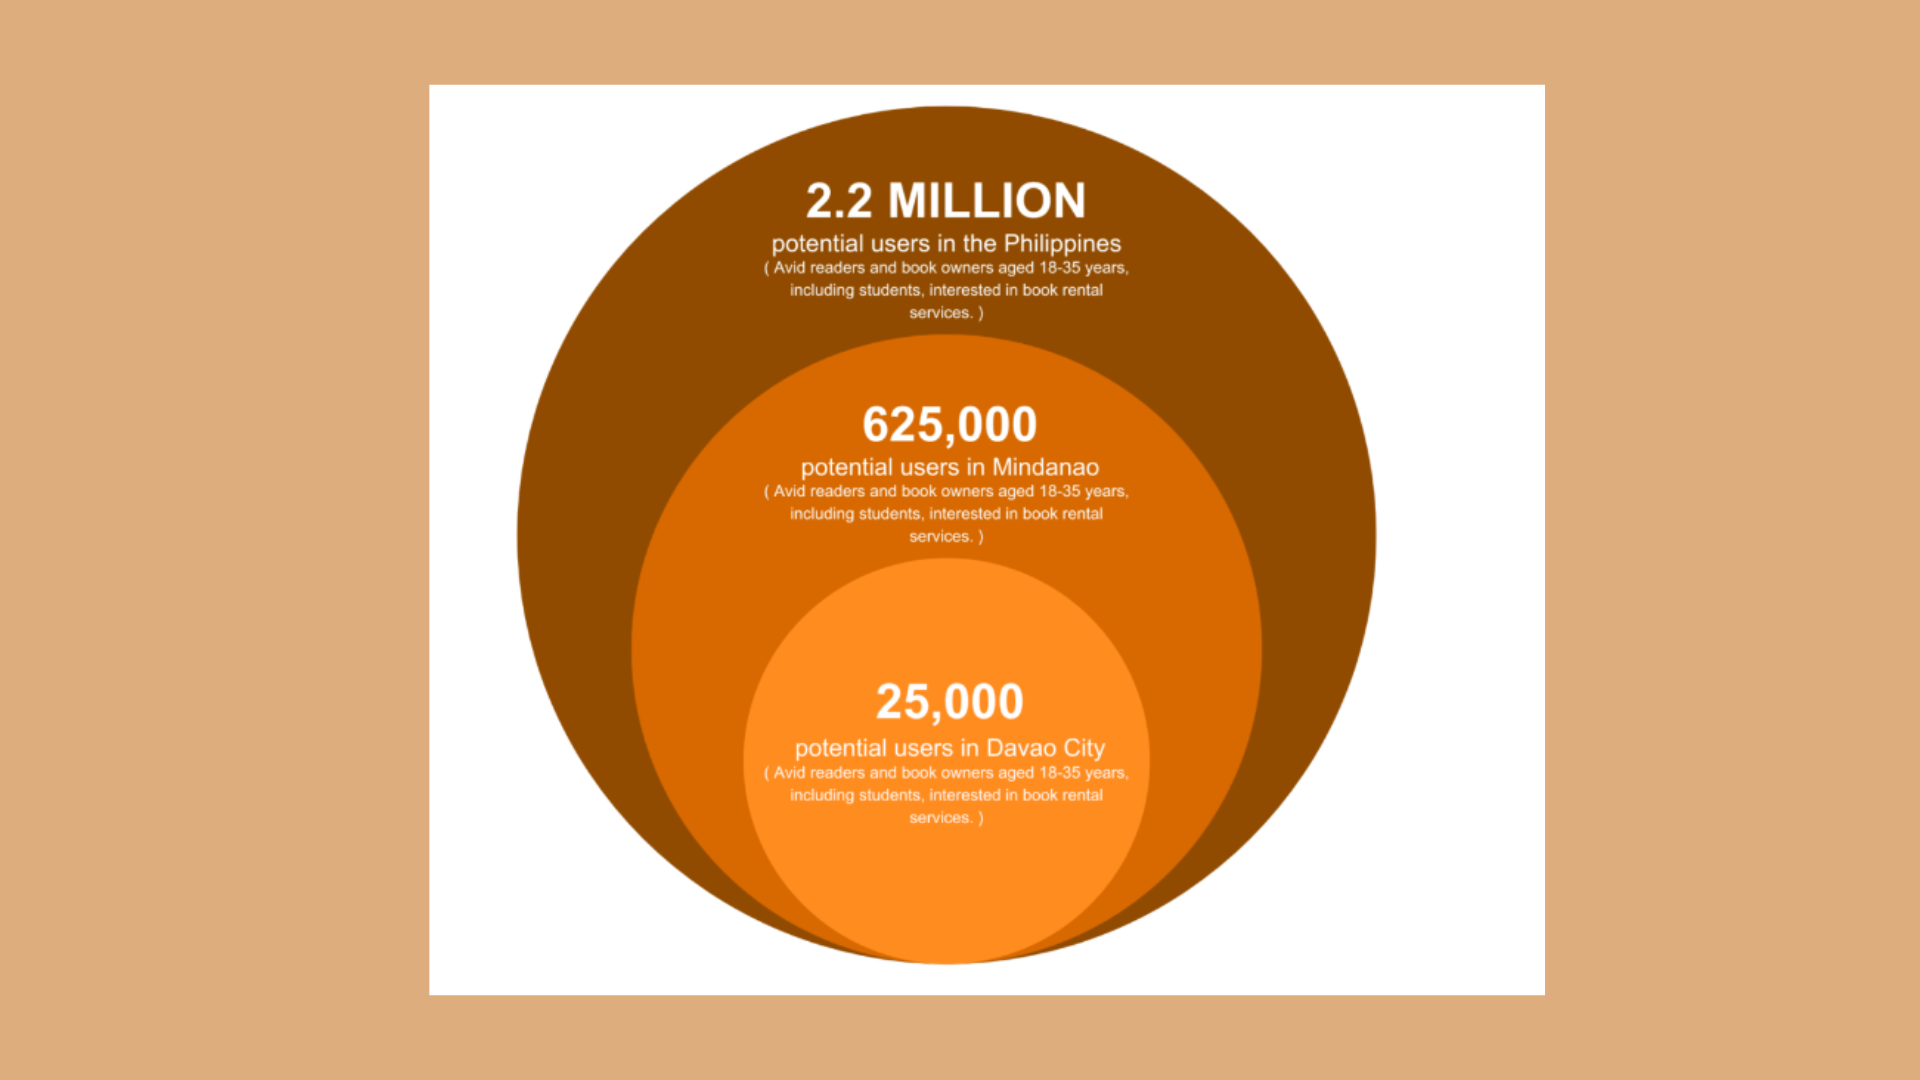 2.2 MILLION
potential users in the Philippines
( Avid readers and book owners aged 18-35 years,
including students, interested in book rental
services. )
625,000
potential users in Mindanao
( Avid readers and book owners aged 18-35 years,
including students, interested in book rental
services. )
25,000
potential users in Davao City
( Avid readers and book owners aged 18-35 years,
including students, interested in book rental
services. )